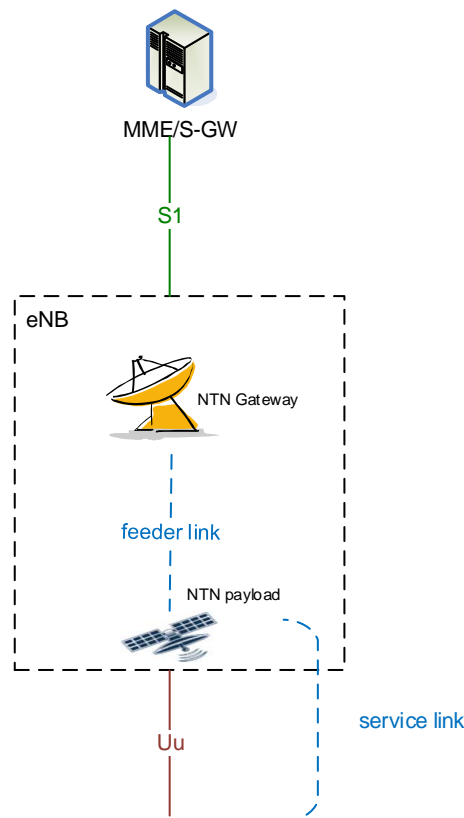 MME/S-GW
S1
eNB
NTN Gateway
feeder link
NTN payload
service link
Uu